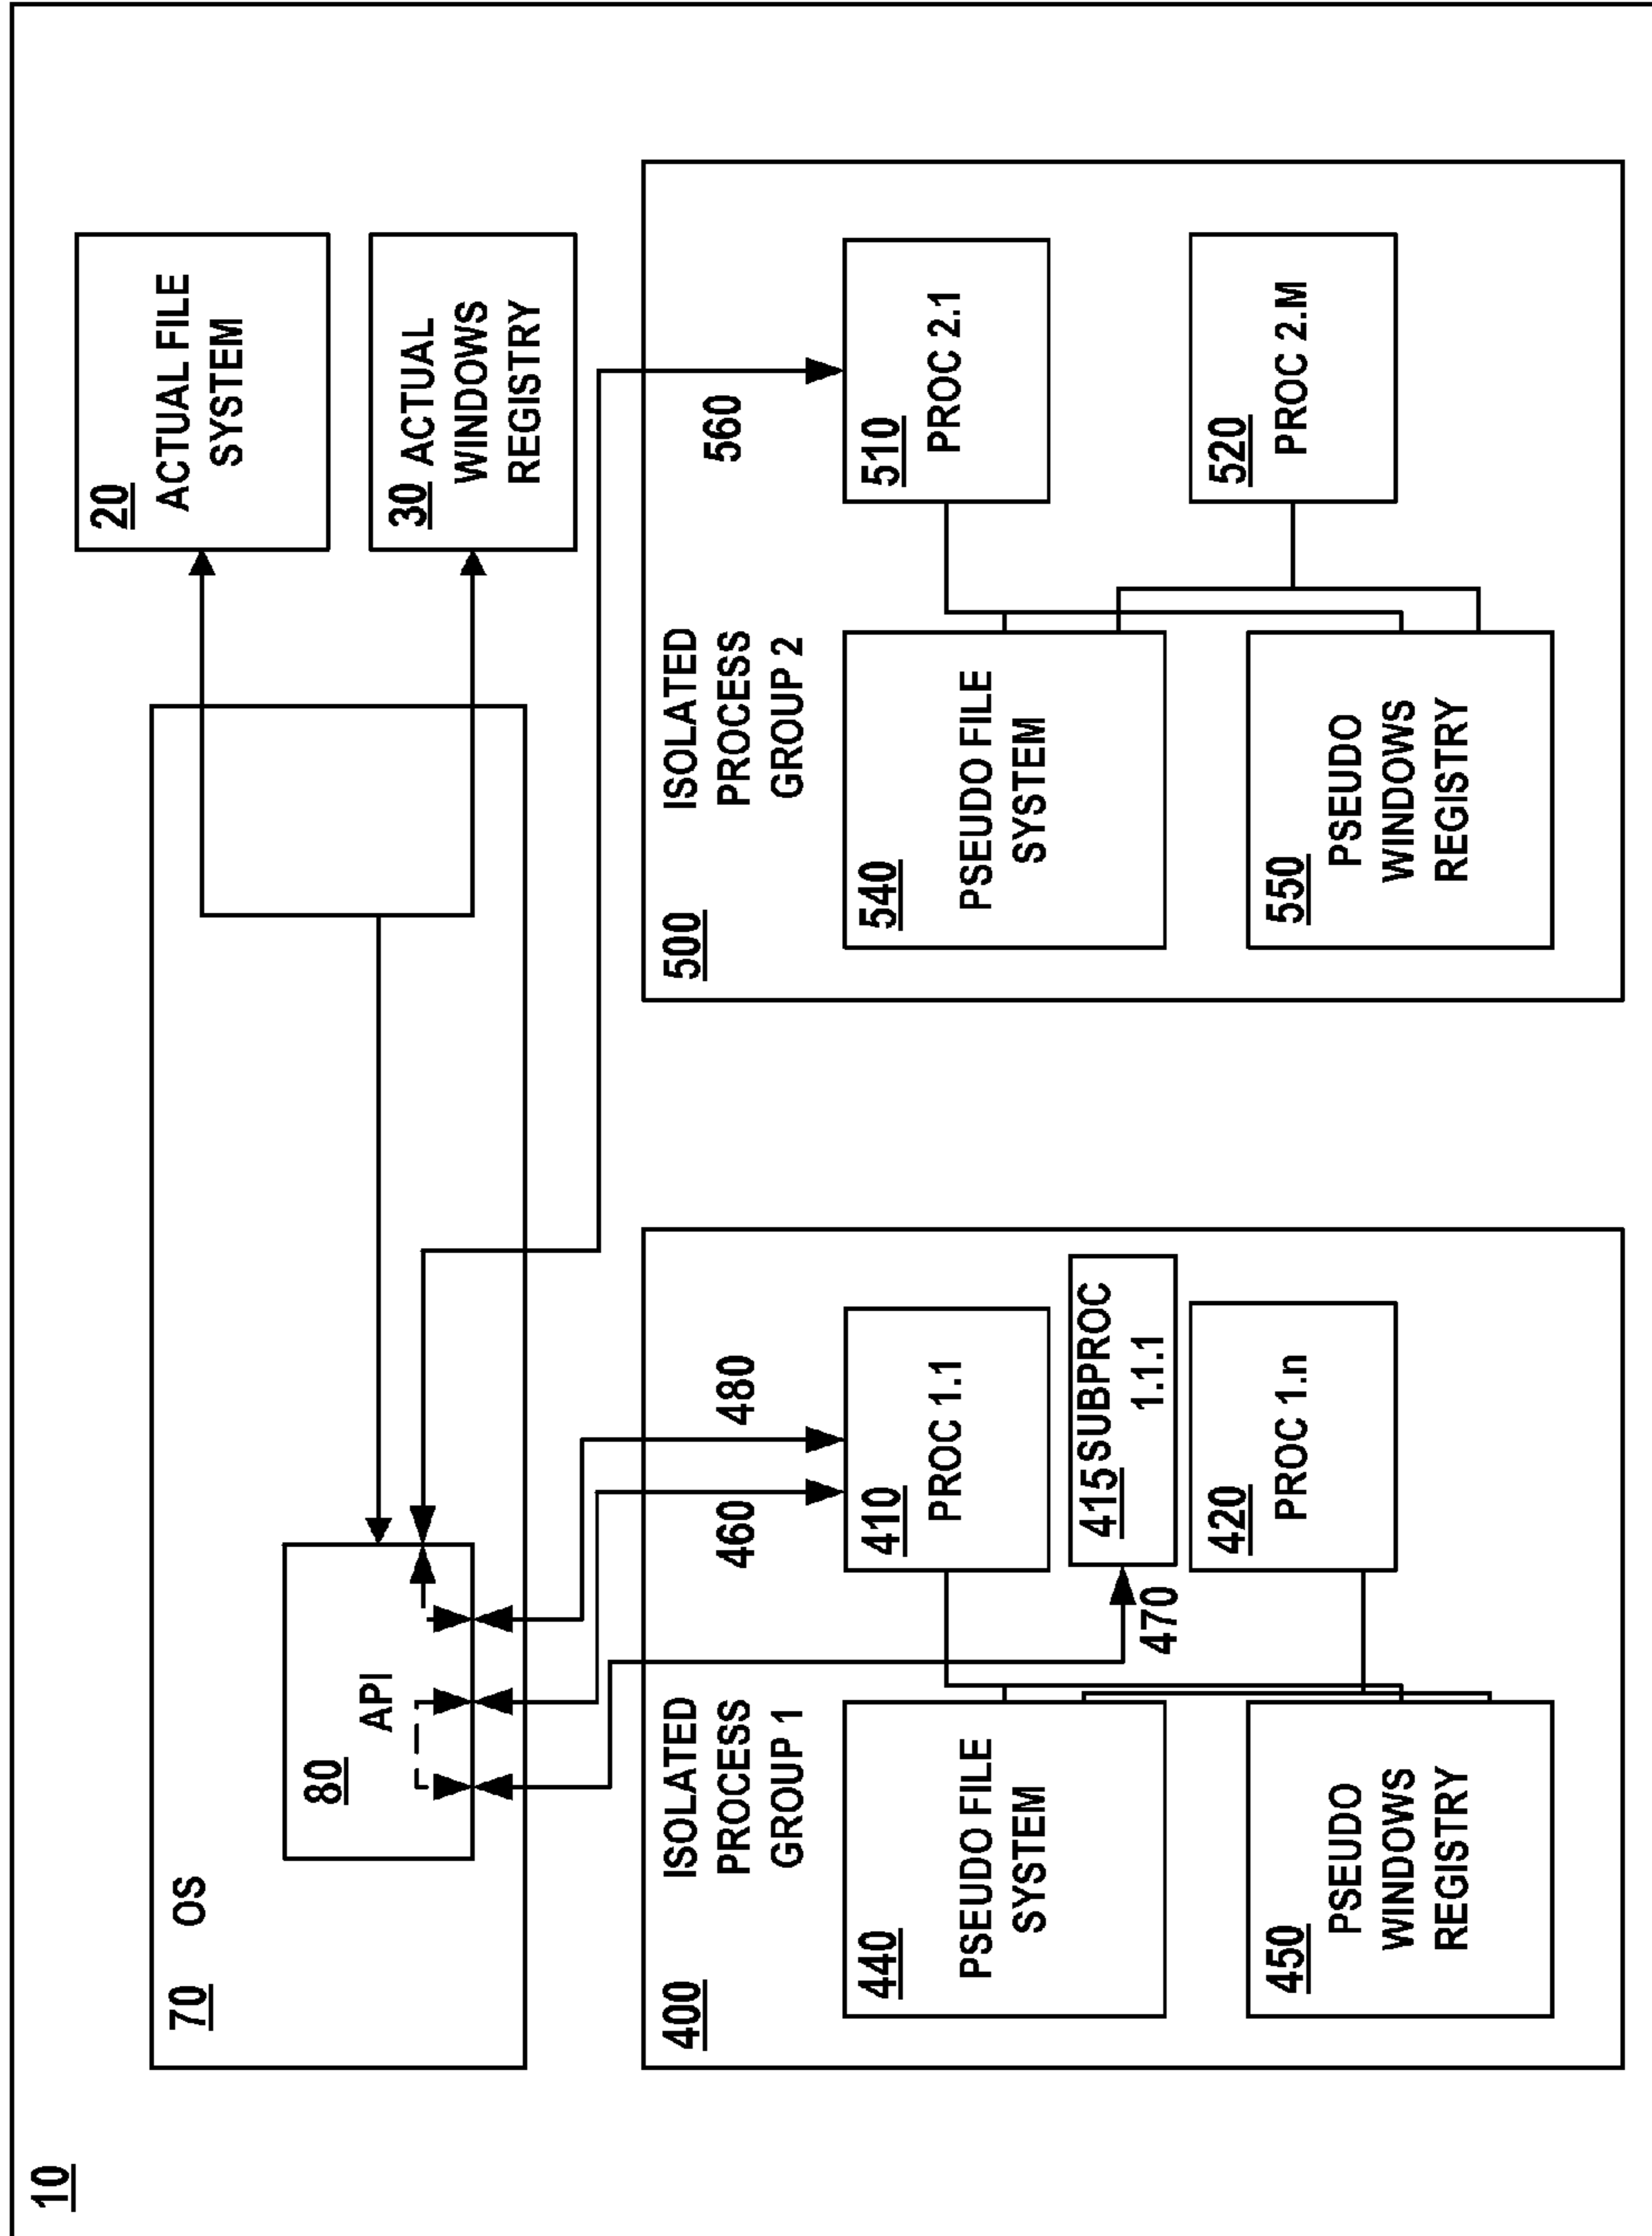 10
70
OS
80
API
20
ACTUAL FILE
SYSTEM
30 ACTUAL
WINDOWS
REGISTRY
400
ISOLATED
PROCESS
GROUP 1
460
480
410
PROC 1.1
470
415 SUBPROC
1.1.1
420
PROC 1.n
440
PSEUDO FILE
SYSTEM
450
PSEUDO
WINDOWS
REGISTRY
500
ISOLATED
PROCESS
GROUP 2
560
510
PROC 2.1
520
PROC 2.M
540
PSEUDO FILE
SYSTEM
550
PSEUDO
WINDOWS
REGISTRY